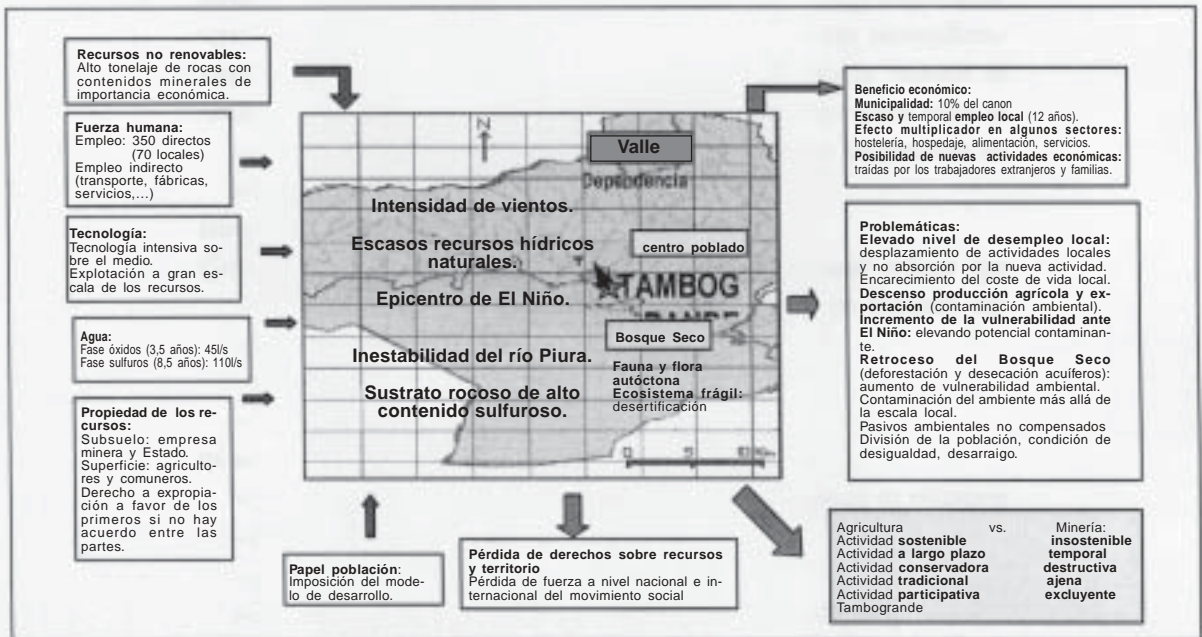 Recursos no renovables:
Alto tonelaje de rocas con
contenidos minerales de
importancia económica.
Fuerza humana:
Empleo: 350 directos
(70 locales)
Empleo indirecto
(transporte, fábricas,
servicios,...)
Tecnología:
Tecnología intensiva so-
bre el medio.
Explotación a gran es-
cala de los recursos.
Agua:
Fase óxidos (3,5 años): 45l/s
Fase sulfuros (8,5 años): 110l/s
Propiedad de los re-
cursos:
Subsuelo: empresa
minera y Estado.
Superficie: agriculto-
res y comuneros.
Derecho a expropia-
ción a favor de los
primeros si no hay
acuerdo entre las
partes.
N
Valle
Dependencia
Intensidad de vientos.
Escasos recursos hídricos
naturales.
centro poblado
TAMBOG
RANDE
Epicentro de El Niño.
Bosque Seco
Inestabilidad del río Piura.
Fauna y flora
autóctona
Ecosistema frágil:
desertificación
Sustrato rocoso de alto
contenido sulfuroso.
0 5 10
Papel población:
Imposición del mode-
lo de desarrollo.
Pérdida de derechos sobre recursos
y territorio
Pérdida de fuerza a nivel nacional e in-
ternacional del movimiento social
Beneficio económico:
Municipalidad: 10% del canon
Escaso y temporal empleo local (12 años).
Efecto multiplicador en algunos sectores:
hostelería, hospedaje, alimentación, servicios.
Posibilidad de nuevas actividades económicas:
traídas por los trabajadores extranjeros y familias.
Problemáticas:
Elevado nivel de desempleo local:
desplazamiento de actividades locales
y no absorción por la nueva actividad.
Encarecimiento del coste de vida local.
Descenso producción agrícola y ex-
portación (contaminación ambiental).
Incremento de la vulnerabilidad ante
El Niño: elevando potencial contaminan-
te.
Retroceso del Bosque Seco
(deforestación y desecación acuíferos):
aumento de vulnerabilidad ambiental.
Contaminación del ambiente más allá de
la escala local.
Pasivos ambientales no compensados
División de la población, condición de
desigualdad, desarraigo.
Agricultura vs. Minería:
Actividad sostenible insostenible
Actividad a largo plazo temporal
Actividad conservadora destructiva
Actividad tradicional ajena
Actividad participativa excluyente
Tambogrande